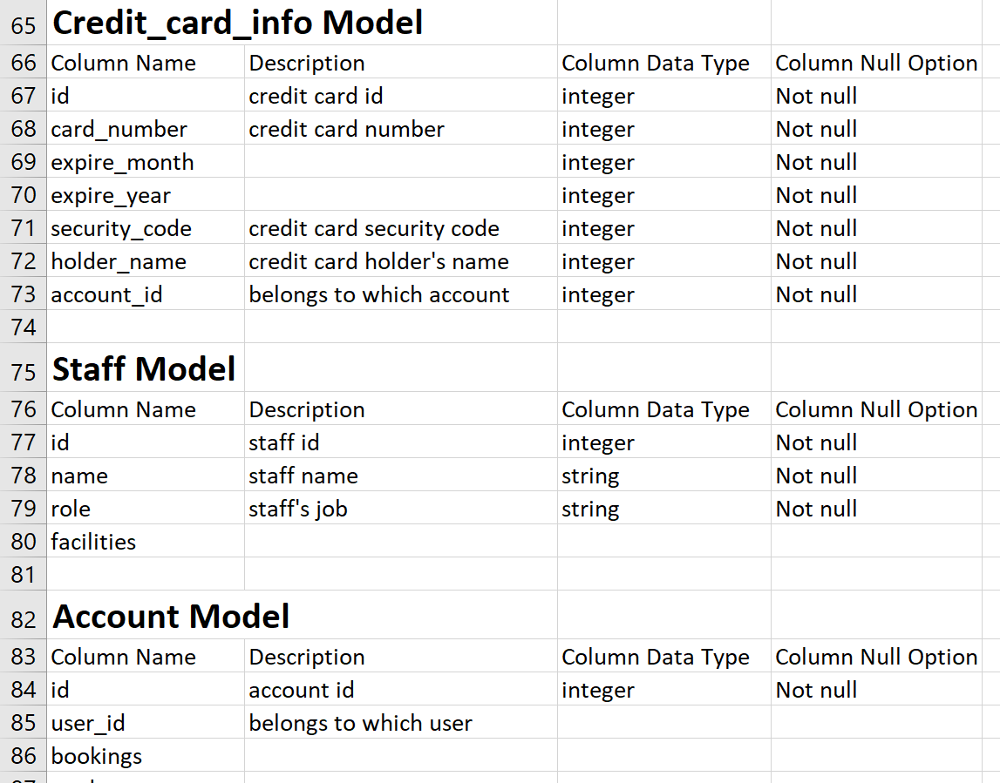 65 Credit_card_info Model
66 Column Name Description Column Data Type Column Null Option
67 id credit card id integer Not null
68 card_number credit card number integer Not null
69 expire_month integer Not null
70 expire_year integer Not null
71 security_code credit card security code integer Not null
72 holder_name credit card holder's name integer Not null
73 account_id belongs to which account integer Not null
74
75 Staff Model
76 Column Name Description Column Data Type Column Null Option
77 id staff id integer Not null
78 name staff name string Not null
79 role staff's job string Not null
80 facilities
81
82 Account Model
83 Column Name Description Column Data Type Column Null Option
84 id account id integer Not null
85 user_id belongs to which user
86 bookings